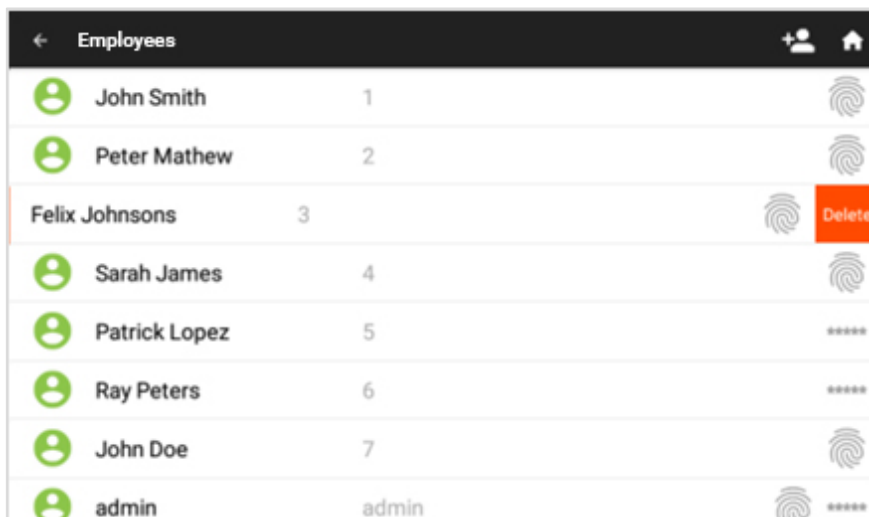 Employees
John Smith 1
Peter Mathew 2
Felix Johnsons 3 Delete
Sarah James 4
Patrick Lopez 5 *****
Ray Peters 6 *****
John Doe 7
admin admin *****